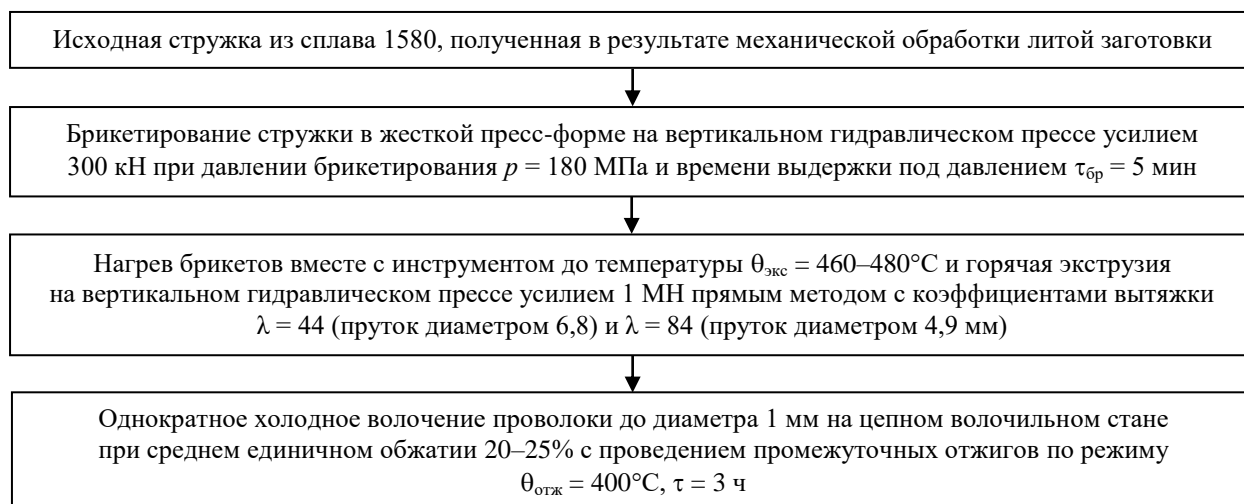 Исходная стружка из сплава 1580, полученная в результате механической обработки литой заготовки
Брикетирование стружки в жесткой пресс-форме на вертикальном гидравлическом прессе усилием
300 кН при давлении брикетирования p = 180 МПа и времени выдержки под давлением τбр = 5 мин
Нагрев брикетов вместе с инструментом до температуры θэкс = 460–480°С и горячая экструзия
на вертикальном гидравлическом прессе усилием 1 МН прямым методом с коэффициентами вытяжки
λ = 44 (пруток диаметром 6,8) и λ = 84 (пруток диаметром 4,9 мм)
Однократное холодное волочение проволоки до диаметра 1 мм на цепном волочильном стане
при среднем единичном обжатии 20–25% с проведением промежуточных отжигов по режиму
θотж = 400°С, τ = 3 ч